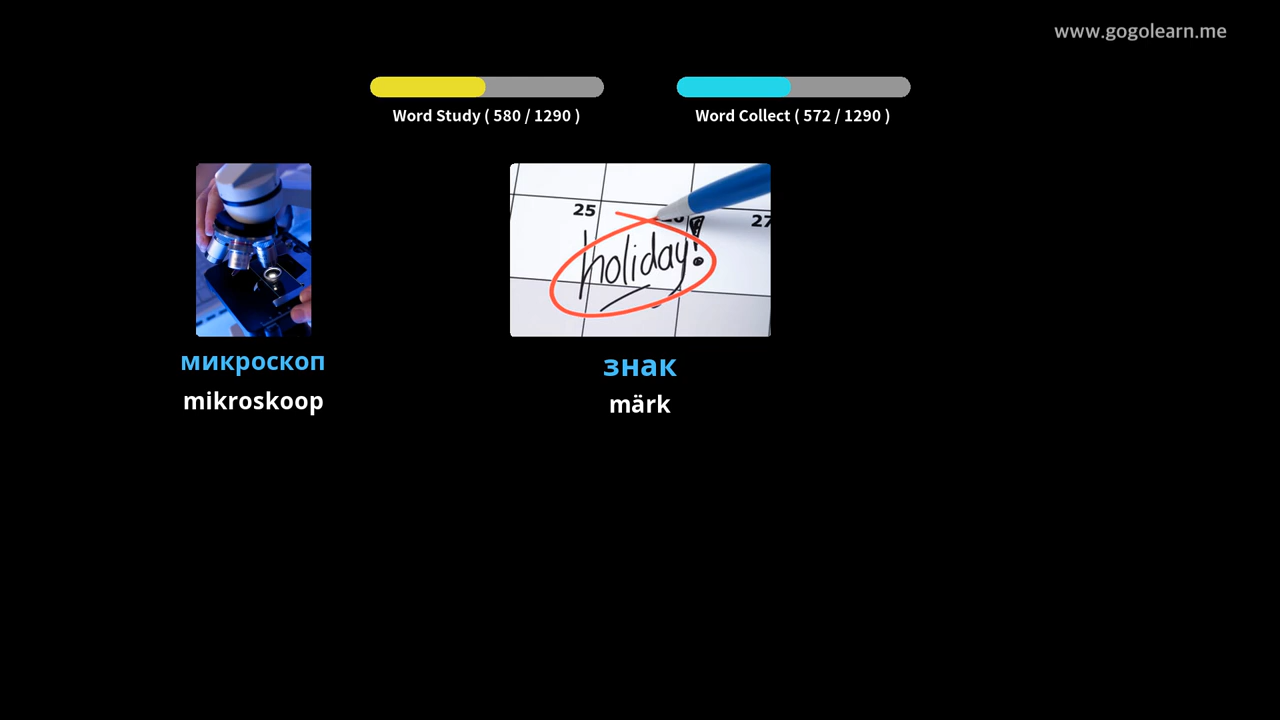 www.gogolearn.me
Word Study ( 580 / 1290 )
Word Collect ( 572 / 1290 )
25
27
holiday!
микроскоп
mikroskoop
знак
märk